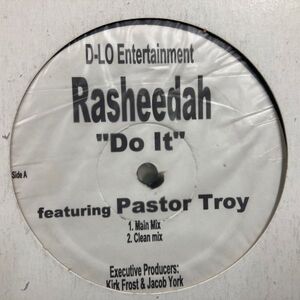 D-LO Entertainment
Rasheedah
"Do It"
Side A
featuring Pastor Troy
1. Main Mix
2. Clean mix
Executive Producers:
Kirk Frost & Jacob York